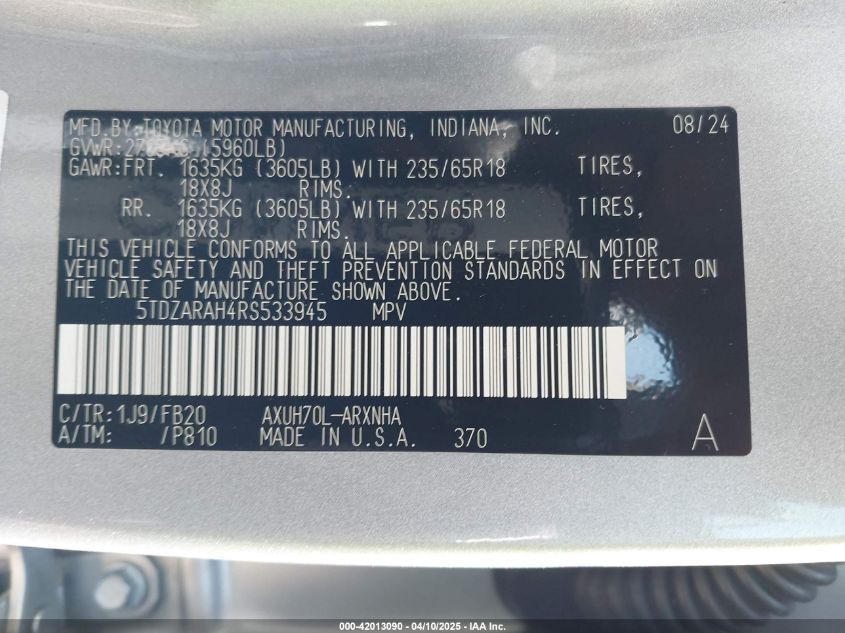 MFD.BY:TOYOTA MOTOR MANUFACTURING, INDIANA, INC. 08/24
GVWR: (5960LB)
GAWR:FRT. 1635KG (3605LB) WITH 235/65R18 TIRES,
18X8J RIMS.
RR. 1635KG (3605LB) WITH 235/65R18 TIRES,
18X8J RIMS.
THIS VEHICLE CONFORMS TO ALL APPLICABLE FEDERAL MOTOR
VEHICLE SAFETY AND THEFT PREVENTION STANDARDS IN EFFECT ON
THE DATE OF MANUFACTURE SHOWN ABOVE.
5TDZARAH4RS533945 MPV
C/TR:1J9/FB20 AXUH70L-ARXNHA
A/TM: /P810 MADE IN U.S.A. 370 A
000-42013090 - 04/10/2025 - IAA Inc.